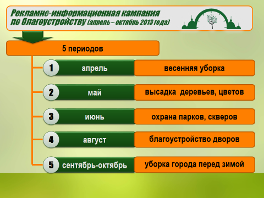 Рекламно-информационная кампания
по благоустройству (апрель – октябрь 2013 года)
5 периодов
1 апрель весенняя уборка
2 май высадка деревьев, цветов
3 июнь охрана парков, скверов
4 август благоустройство дворов
5 сентябрь-октябрь уборка города перед зимой